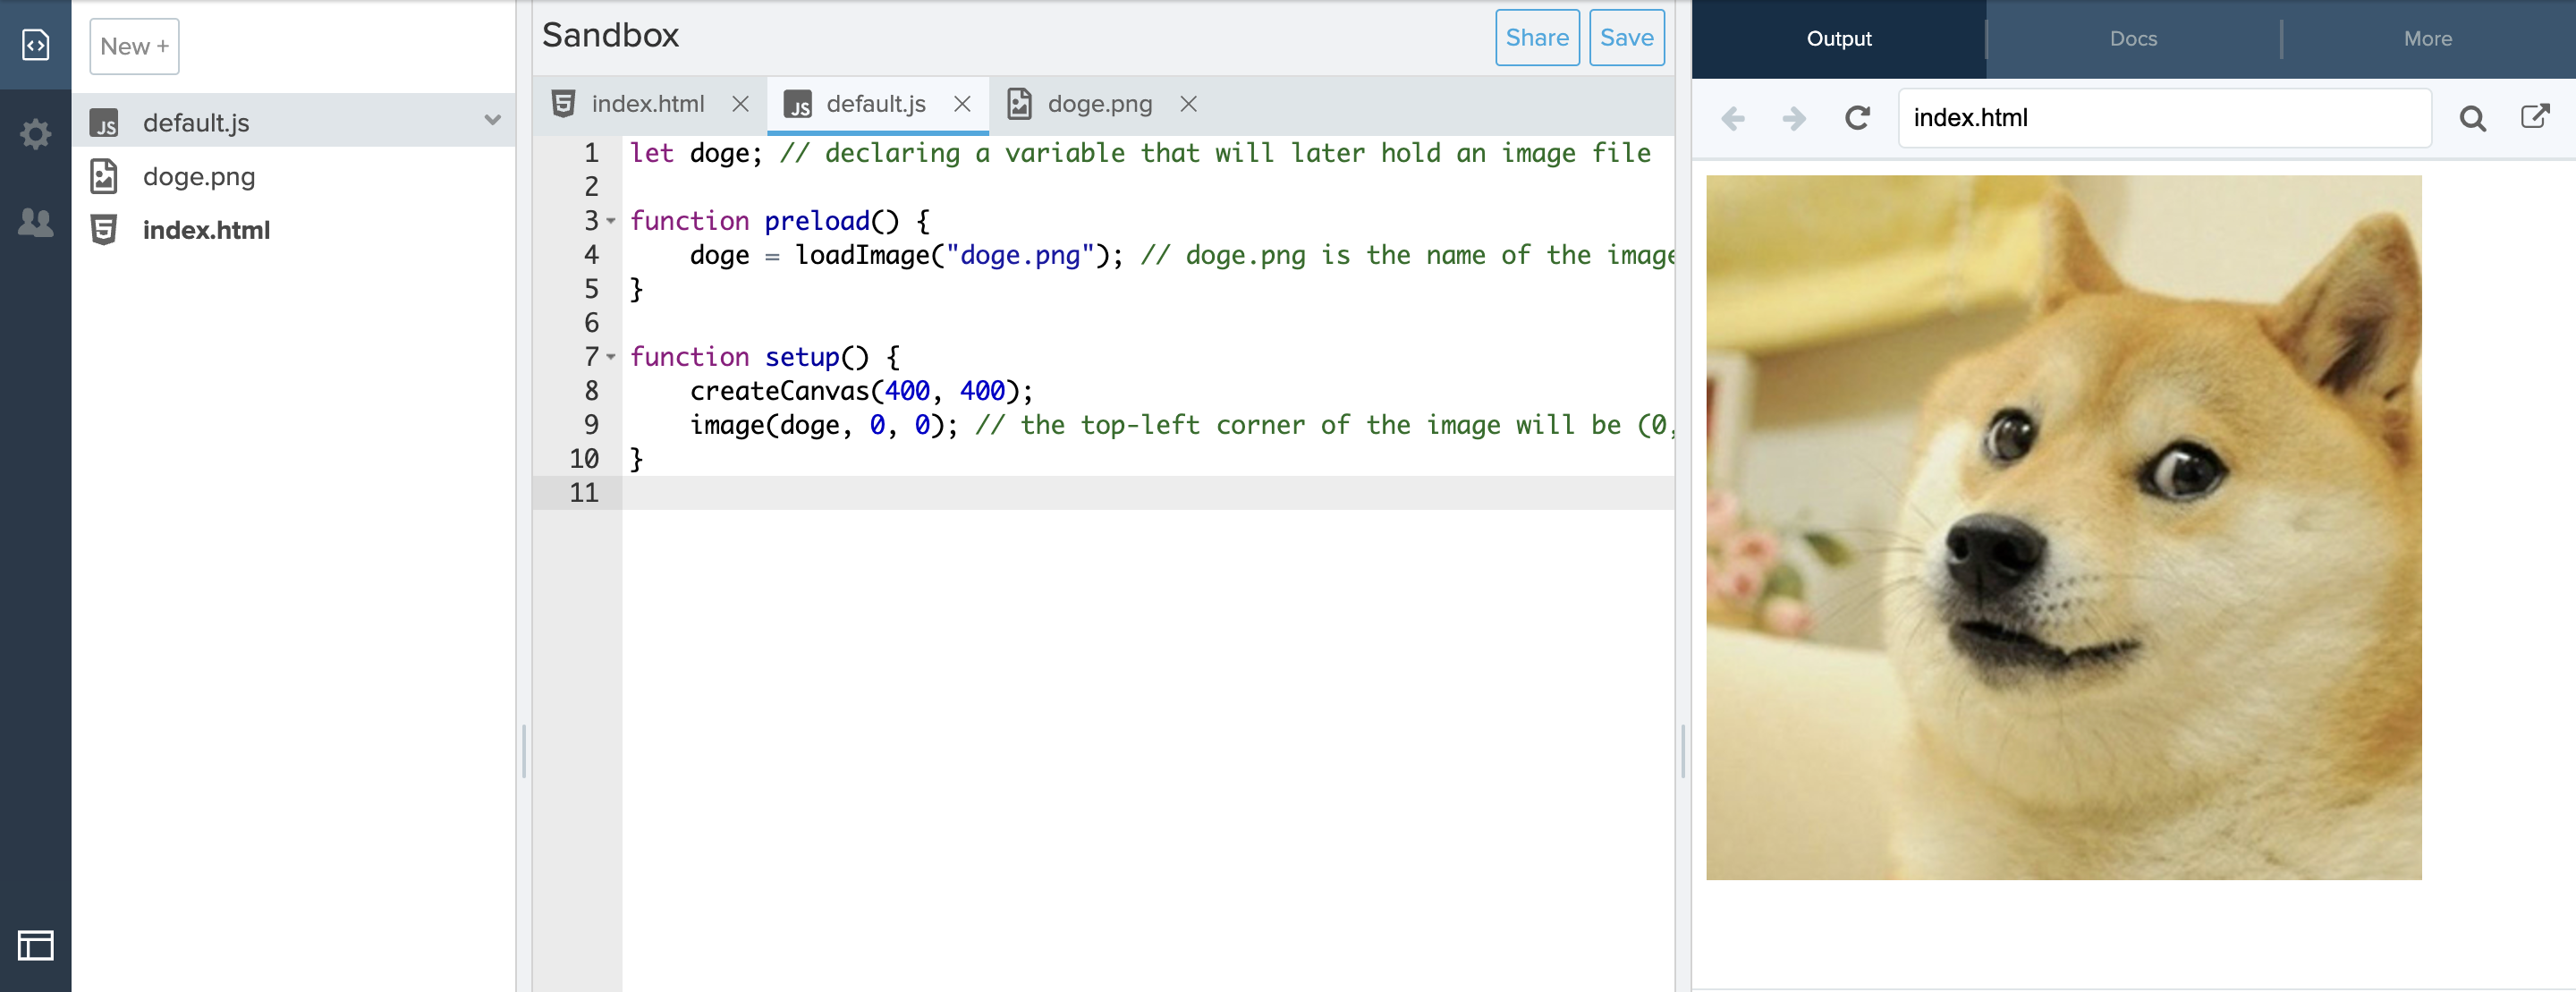 New +
default.js
doge.png
index.html
Sandbox
Share
Save
index.html
default.js
doge.png
1 let doge; // declaring a variable that will later hold an image file
2
3 function preload() {
4     doge = loadImage("doge.png"); // doge.png is the name of the image
5 }
6
7 function setup() {
8     createCanvas(400, 400);
9     image(doge, 0, 0); // the top-left corner of the image will be (0,
10 }
11
Output
Docs
More
index.html